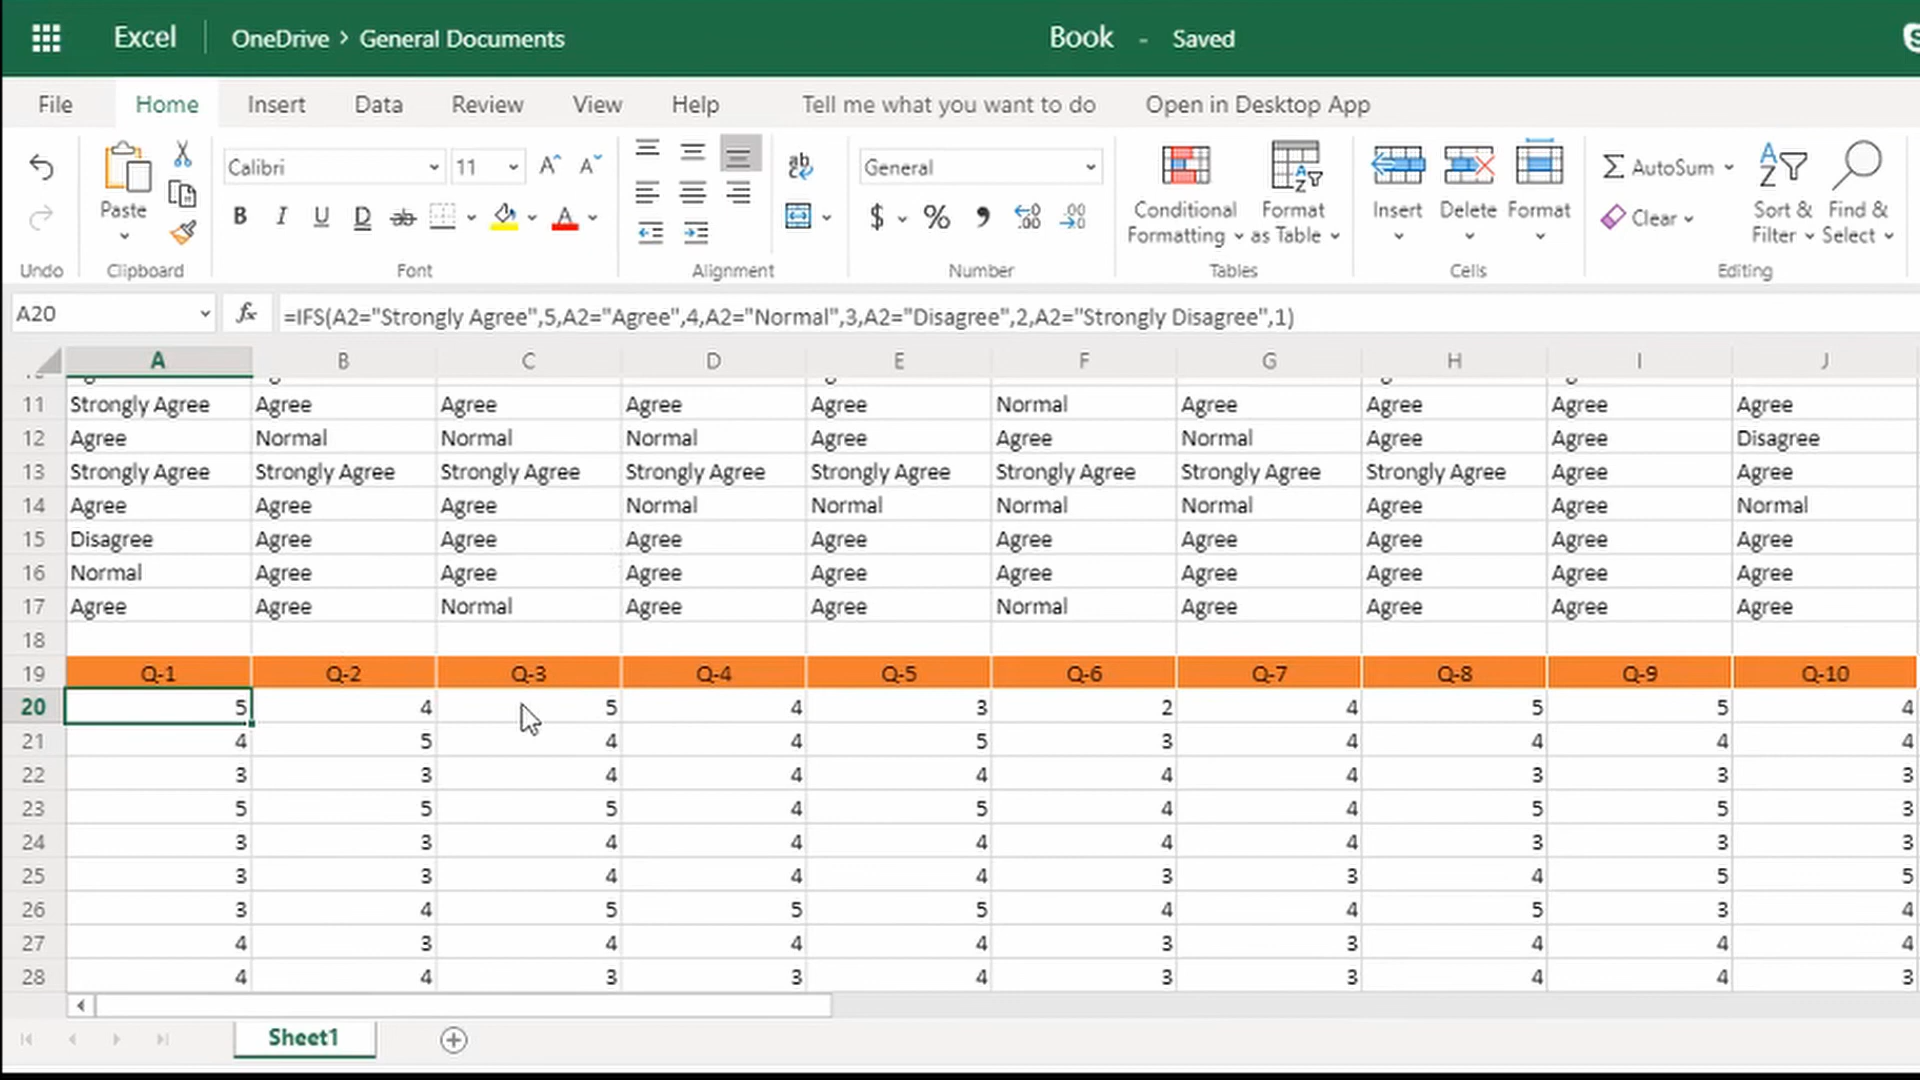 Excel OneDrive > General Documents Book - Saved
File Home Insert Data Review View Help Tell me what you want to do Open in Desktop App
Calibri 11 General AutoSum
Paste B I U D ab $ % Conditional Formatting Format as Table Insert Delete Format Clear Sort & Filter Find & Select
Undo Clipboard Font Alignment Number Tables Cells Editing
A20 fx =IFS(A2="Strongly Agree",5,A2="Agree",4,A2="Normal",3,A2="Disagree",2,A2="Strongly Disagree",1)
A B C D E F G H I J
11 Strongly Agree Agree Agree Agree Agree Normal Agree Agree Agree Agree
12 Agree Normal Normal Normal Agree Agree Normal Agree Agree Disagree
13 Strongly Agree Strongly Agree Strongly Agree Strongly Agree Strongly Agree Strongly Agree Strongly Agree Strongly Agree Agree Agree
14 Agree Agree Agree Normal Normal Normal Normal Agree Agree Normal
15 Disagree Agree Agree Agree Agree Agree Agree Agree Agree Agree
16 Normal Agree Agree Agree Agree Agree Agree Agree Agree Agree
17 Agree Agree Normal Agree Agree Normal Agree Agree Agree Agree
18
19 Q-1 Q-2 Q-3 Q-4 Q-5 Q-6 Q-7 Q-8 Q-9 Q-10
20 5 4 5 4 3 2 4 5 5 4
21 4 5 4 4 5 3 4 4 4 4
22 3 3 4 4 4 4 4 3 3 3
23 5 5 5 4 5 4 4 5 5 3
24 3 3 4 4 4 4 4 3 3 3
25 3 3 4 4 4 3 3 4 5 5
26 3 4 5 5 5 4 4 5 3 4
27 4 3 4 4 4 3 3 4 4 4
28 4 4 3 3 4 3 3 4 4 3
Sheet1